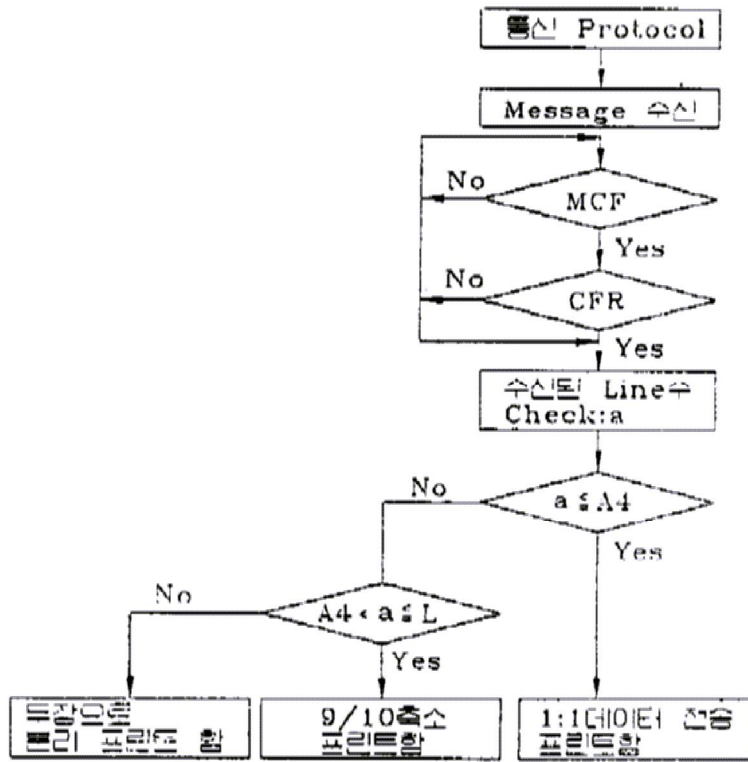 통신 Protocol
Message 수신
No
MCF
Yes
No
CFR
Yes
수신된 Line수
Check:a
No
a≦A4
Yes
No
A4<a≦L
Yes
두장으로
분리 프린트 함
9/10축소
프린트함
1:1데이터 전송
프린트함